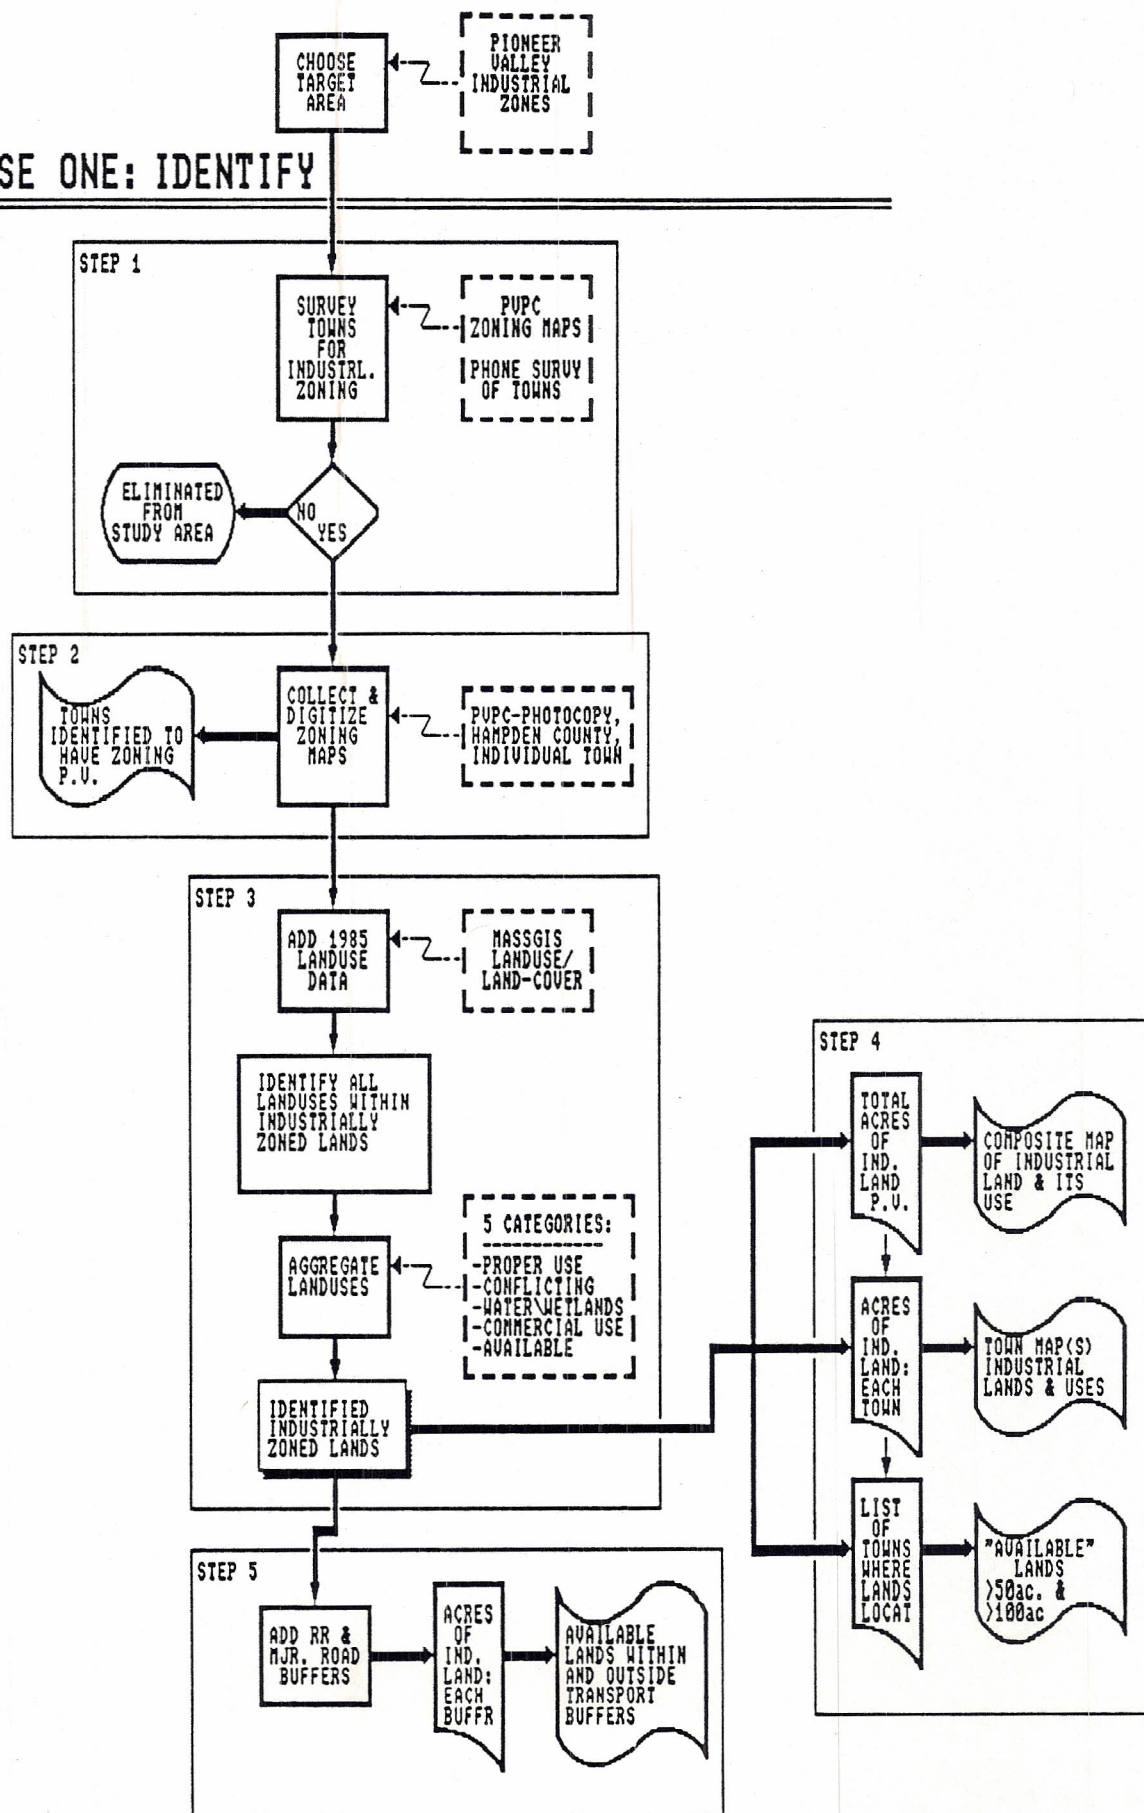 CHOOSE
TARGET
AREA
PIONEER
VALLEY
INDUSTRIAL
ZONES
SE ONE: IDENTIFY
STEP 1
SURVEY
TOWNS
FOR
INDUSTRL.
ZONING
PVPC
ZONING MAPS
PHONE SURVY
OF TOWNS
ELIMINATED
FROM
STUDY AREA
NO
YES
STEP 2
TOWNS
IDENTIFIED TO
HAVE ZONING
P.V.
COLLECT &
DIGITIZE
ZONING
MAPS
PVPC-PHOTOCOPY,
HAMPDEN COUNTY,
INDIVIDUAL TOWN
STEP 3
ADD 1985
LANDUSE
DATA
MASSGIS
LANDUSE/
LAND-COVER
IDENTIFY ALL
LANDUSES WITHIN
INDUSTRIALLY
ZONED LANDS
AGGREGATE
LANDUSES
5 CATEGORIES:
-PROPER USE
-CONFLICTING
-WATER\WETLANDS
-COMMERCIAL USE
-AVAILABLE
IDENTIFIED
INDUSTRIALLY
ZONED LANDS
STEP 4
TOTAL
ACRES
OF
IND.
LAND
P.V.
COMPOSITE MAP
OF INDUSTRIAL
LAND & ITS
USE
ACRES
OF
IND.
LAND:
EACH
TOWN
TOWN MAP(S)
INDUSTRIAL
LANDS & USES
LIST
OF
TOWNS
WHERE
LANDS
LOCAT
"AVAILABLE"
LANDS
>50ac. &
>100ac
STEP 5
ADD RR &
MJR. ROAD
BUFFERS
ACRES
OF
IND.
LAND:
EACH
BUFFR
AVAILABLE
LANDS WITHIN
AND OUTSIDE
TRANSPORT
BUFFERS